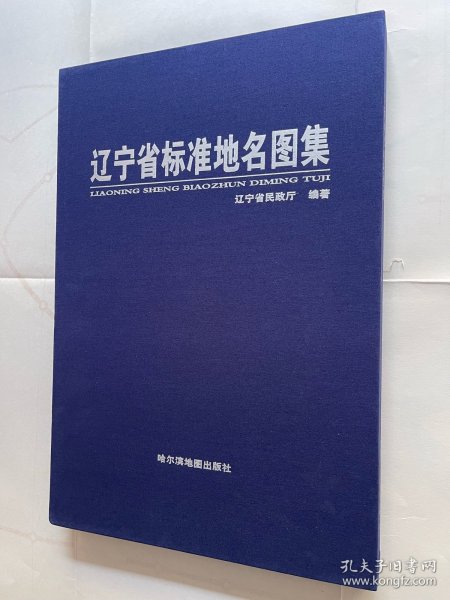 辽宁省标准地名图集
LIAONING SHENG BIAOZHUN DIMING TUJI
辽宁省民政厅 编著
哈尔滨地图出版社
孔夫子旧书网
www.kongfz.com